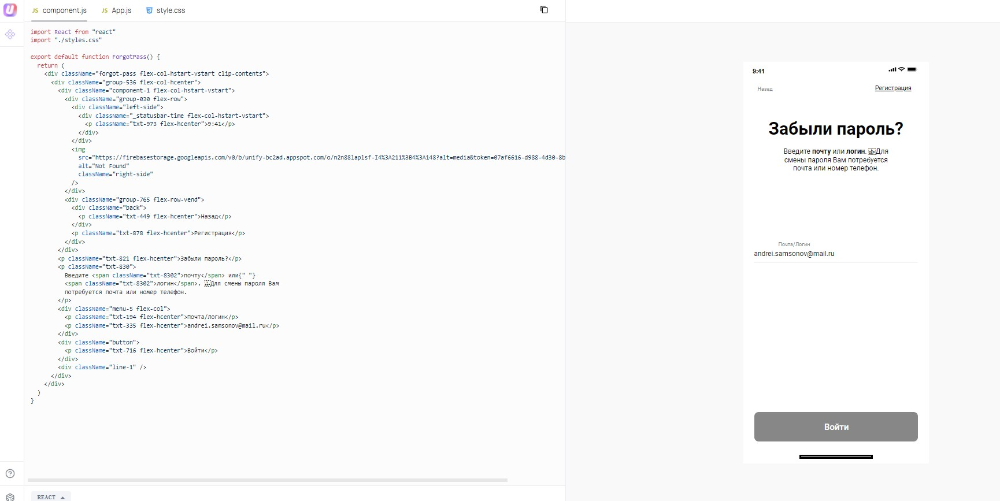 JS component.js JS App.js style.css
import React from "react"
import "./styles.css"
export default function ForgotPass() {
return (
<div className="forgot-pass flex-col-hstart-vstart clip-contents">
<div className="group-536 flex-col-hcenter">
<div className="component-1 flex-col-hstart-vstart">
<div className="group-030 flex-row">
<div className="left-side">
<div className="_statusbar-time flex-col-hstart-vstart">
<p className="txt-973 flex-hcenter">9:41</p>
</div>
</div>
<img
src="https://firebasestorage.googleapis.com/v0/b/unify-bc2ad.appspot.com/o/n2n88laplsf-I4%3A211%3B4%3A148?alt=media&token=07af6616-d988-4d30-8b
alt="Not Found"
className="right-side"
/>
</div>
<div className="group-765 flex-row-vend">
<div className="back">
<p className="txt-449 flex-hcenter">Назад</p>
</div>
<p className="txt-878 flex-hcenter">Регистрация</p>
</div>
</div>
<p className="txt-821 flex-hcenter">Забыли пароль?</p>
<p className="txt-830">
Введите <span className="txt-8302">почту</span> или{" "}
<span className="txt-8302">логин</span>. Для смены пароля Вам
потребуется почта или номер телефон.
</p>
<div className="menu-5 flex-col">
<p className="txt-194 flex-hcenter">Почта/Логин</p>
<p className="txt-335 flex-hcenter">andrei.samsonov@mail.ru</p>
</div>
<div className="button">
<p className="txt-716 flex-hcenter">Войти</p>
</div>
<div className="line-1" />
</div>
</div>
)
}
REACT
9:41
Назад Регистрация
Забыли пароль?
Введите почту или логин. Для
смены пароля Вам потребуется
почта или номер телефон.
Почта/Логин
andrei.samsonov@mail.ru
Войти